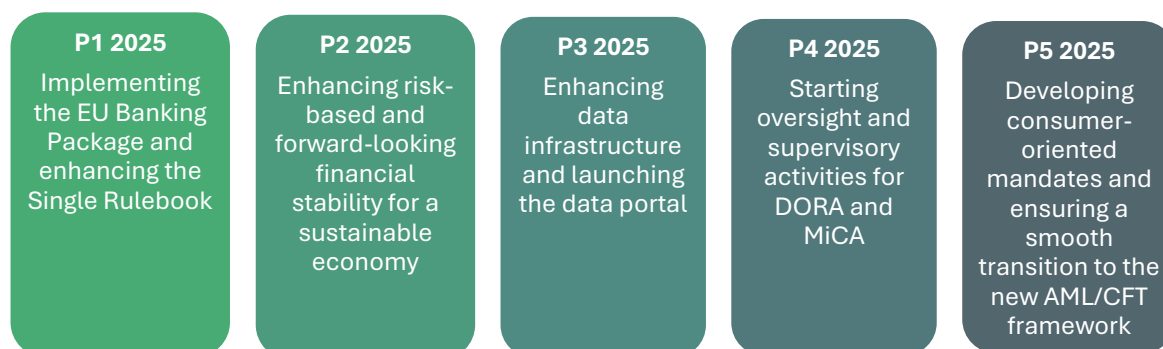 P1 2025
Implementing
the EU Banking
Package and
enhancing the
Single Rulebook
P2 2025
Enhancing risk-
based and
forward-looking
financial
stability for a
sustainable
economy
P3 2025
Enhancing
data
infrastructure
and launching
the data portal
P4 2025
Starting
oversight and
supervisory
activities for
DORA and
MiCA
P5 2025
Developing
consumer-
oriented
mandates and
ensuring a
smooth
transition to the
new AML/CFT
framework